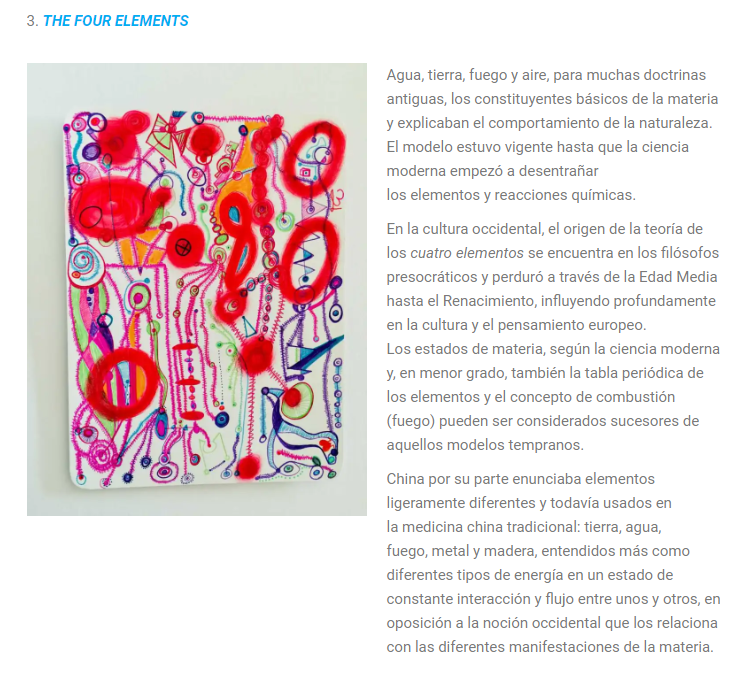 3. THE FOUR ELEMENTS
Agua, tierra, fuego y aire, para muchas doctrinas
antiguas, los constituyentes básicos de la materia
y explicaban el comportamiento de la naturaleza.
El modelo estuvo vigente hasta que la ciencia
moderna empezó a desentrañar
los elementos y reacciones químicas.
En la cultura occidental, el origen de la teoría de
los cuatro elementos se encuentra en los filósofos
presocráticos y perduró a través de la Edad Media
hasta el Renacimiento, influyendo profundamente
en la cultura y el pensamiento europeo.
Los estados de materia, según la ciencia moderna
y, en menor grado, también la tabla periódica de
los elementos y el concepto de combustión
(fuego) pueden ser considerados sucesores de
aquellos modelos tempranos.
China por su parte enunciaba elementos
ligeramente diferentes y todavía usados en
la medicina china tradicional: tierra, agua,
fuego, metal y madera, entendidos más como
diferentes tipos de energía en un estado de
constante interacción y flujo entre unos y otros, en
oposición a la noción occidental que los relaciona
con las diferentes manifestaciones de la materia.